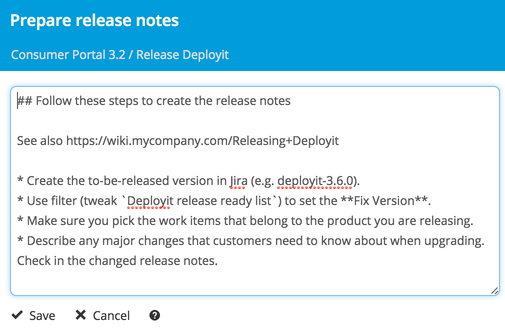 Prepare release notes
Consumer Portal 3.2 / Release Deployit
## Follow these steps to create the release notes
See also https://wiki.mycompany.com/Releasing+Deployit
* Create the to-be-released version in Jira (e.g. deployit-3.6.0).
* Use filter (tweak `Deployit release ready list`) to set the **Fix Version**.
* Make sure you pick the work items that belong to the product you are releasing.
* Describe any major changes that customers need to know about when upgrading.
Check in the changed release notes.
Save Cancel ?